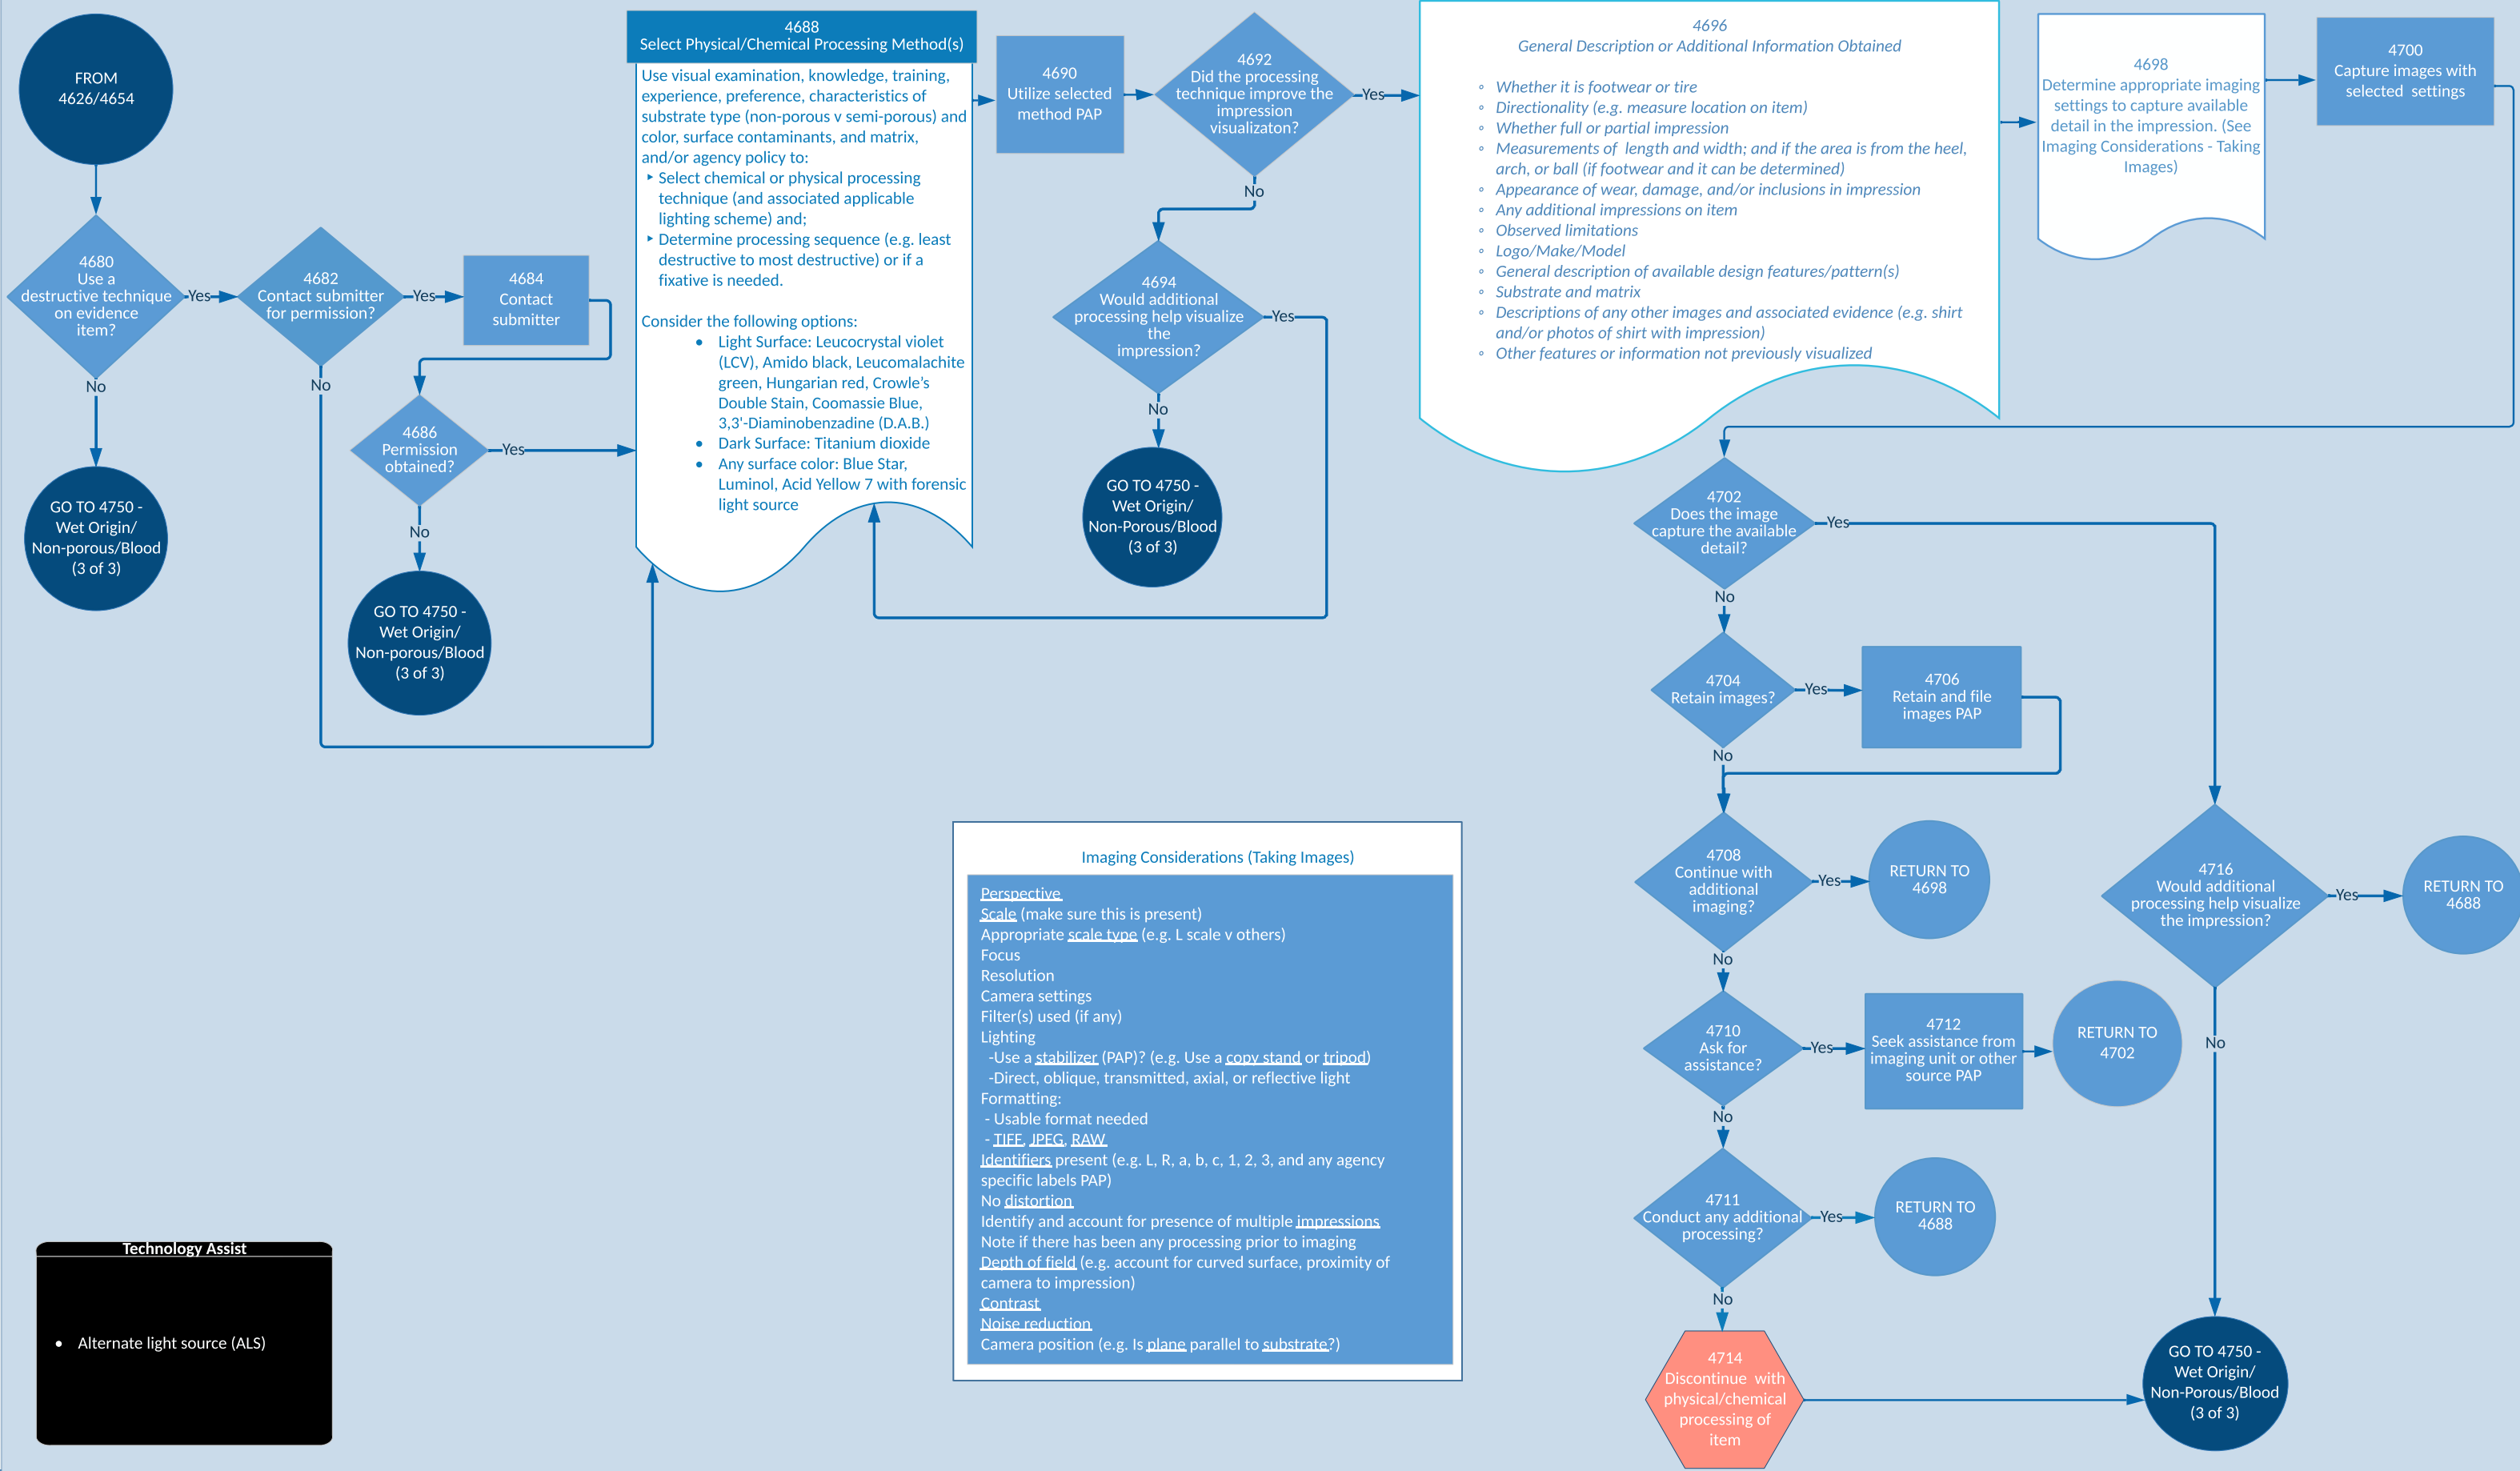 FROM
4626/4654
4680
Use a
destructive technique
on evidence
item?
Yes
No
GO TO 4750 -
Wet Origin/
Non-porous/Blood
(3 of 3)
4682
Contact submitter
for permission?
Yes
No
4684
Contact
submitter
4686
Permission
obtained?
Yes
No
GO TO 4750 -
Wet Origin/
Non-porous/Blood
(3 of 3)
4688
Select Physical/Chemical Processing Method(s)
Use visual examination, knowledge, training,
experience, preference, characteristics of
substrate type (non-porous v semi-porous) and
color, surface contaminants, and matrix,
and/or agency policy to:
‣ Select chemical or physical processing
technique (and associated applicable
lighting scheme) and;
‣ Determine processing sequence (e.g. least
destructive to most destructive) or if a
fixative is needed.
Consider the following options:
• Light Surface: Leucocrystal violet
(LCV), Amido black, Leucomalachite
green, Hungarian red, Crowle's
Double Stain, Coomassie Blue,
3,3'-Diaminobenzadine (D.A.B.)
• Dark Surface: Titanium dioxide
• Any surface color: Blue Star,
Luminol, Acid Yellow 7 with forensic
light source
4690
Utilize selected
method PAP
4692
Did the processing
technique improve the
impression
visualizaton?
Yes
No
4694
Would additional
processing help visualize
the
impression?
Yes
No
GO TO 4750 -
Wet Origin/
Non-Porous/Blood
(3 of 3)
4696
General Description or Additional Information Obtained
◦ Whether it is footwear or tire
◦ Directionality (e.g. measure location on item)
◦ Whether full or partial impression
◦ Measurements of length and width; and if the area is from the heel,
arch, or ball (if footwear and it can be determined)
◦ Appearance of wear, damage, and/or inclusions in impression
◦ Any additional impressions on item
◦ Observed limitations
◦ Logo/Make/Model
◦ General description of available design features/pattern(s)
◦ Substrate and matrix
◦ Descriptions of any other images and associated evidence (e.g. shirt
and/or photos of shirt with impression)
◦ Other features or information not previously visualized
4698
Determine appropriate imaging
settings to capture available
detail in the impression. (See
Imaging Considerations - Taking
Images)
4700
Capture images with
selected settings
4702
Does the image
capture the available
detail?
Yes
No
4704
Retain images?
Yes
No
4706
Retain and file
images PAP
4708
Continue with
additional
imaging?
Yes
No
RETURN TO
4698
4710
Ask for
assistance?
Yes
No
4712
Seek assistance from
imaging unit or other
source PAP
RETURN TO
4702
4711
Conduct any additional
processing?
Yes
No
RETURN TO
4688
4714
Discontinue with
physical/chemical
processing of
item
4716
Would additional
processing help visualize
the impression?
Yes
No
RETURN TO
4688
GO TO 4750 -
Wet Origin/
Non-Porous/Blood
(3 of 3)
Imaging Considerations (Taking Images)
Perspective
Scale (make sure this is present)
Appropriate scale type (e.g. L scale v others)
Focus
Resolution
Camera settings
Filter(s) used (if any)
Lighting
-Use a stabilizer (PAP)? (e.g. Use a copy stand or tripod)
-Direct, oblique, transmitted, axial, or reflective light
Formatting:
- Usable format needed
- TIFF, JPEG, RAW
Identifiers present (e.g. L, R, a, b, c, 1, 2, 3, and any agency
specific labels PAP)
No distortion
Identify and account for presence of multiple impressions
Note if there has been any processing prior to imaging
Depth of field (e.g. account for curved surface, proximity of
camera to impression)
Contrast
Noise reduction
Camera position (e.g. Is plane parallel to substrate?)
Technology Assist
• Alternate light source (ALS)